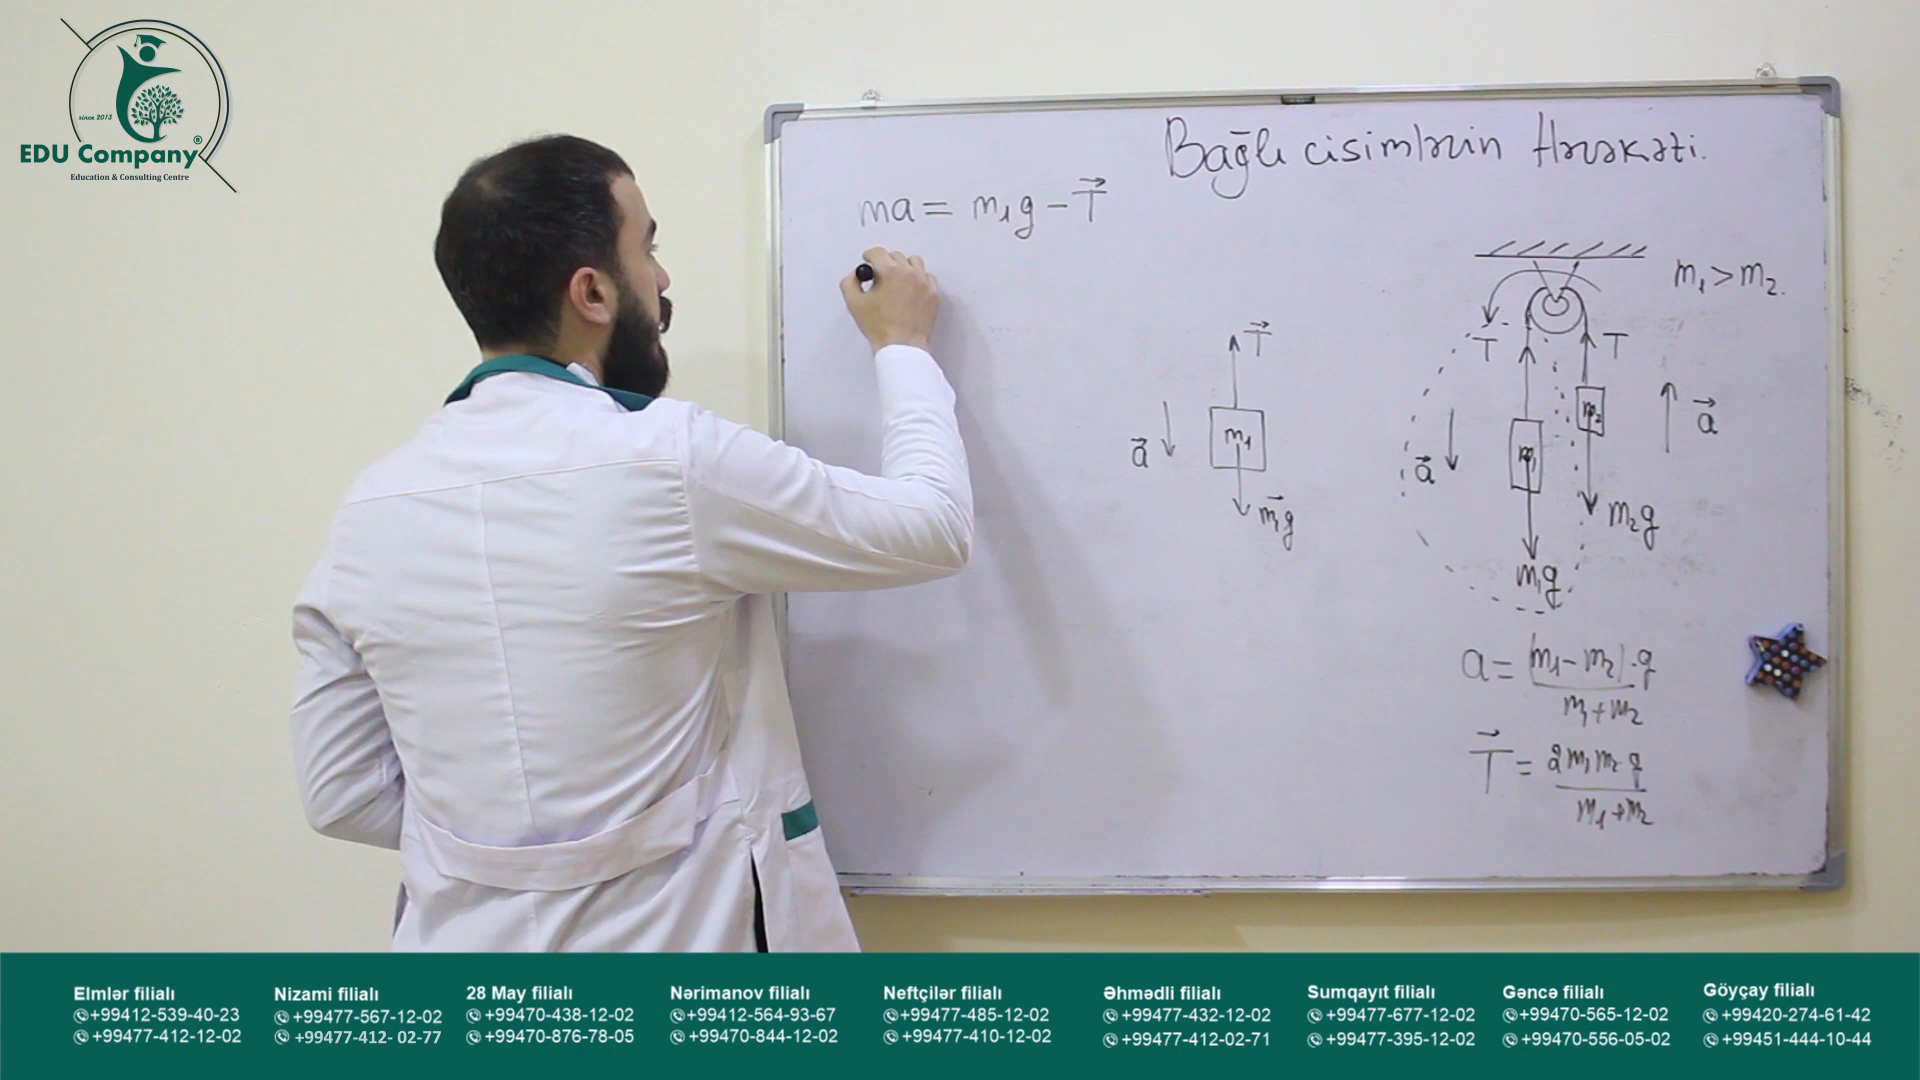 since 2013
EDU Company®
Education & Consulting Centre
Bağlı cisimlərin Hərəkəti.
ma = m₁g − T⃗
m₁ > m₂.
T⃗
a⃗
m₁
m₁g⃗
T
T
m₂
a⃗
a⃗
m₁
m₂g
m₁g
a = (m₁ − m₂)·g
m₁ + m₂
T⃗ = 2m₁m₂g
m₁ + m₂
Elmlər filialı
+99412-539-40-23
+99477-412-12-02
Nizami filialı
+99477-567-12-02
+99477-412- 02-77
28 May filialı
+99470-438-12-02
+99470-876-78-05
Nərimanov filialı
+99412-564-93-67
+99470-844-12-02
Neftçilər filialı
+99477-485-12-02
+99477-410-12-02
Əhmədli filialı
+99477-432-12-02
+99477-412-02-71
Sumqayıt filialı
+99477-677-12-02
+99477-395-12-02
Gəncə filialı
+99470-565-12-02
+99470-556-05-02
Göyçay filialı
+99420-274-61-42
+99451-444-10-44